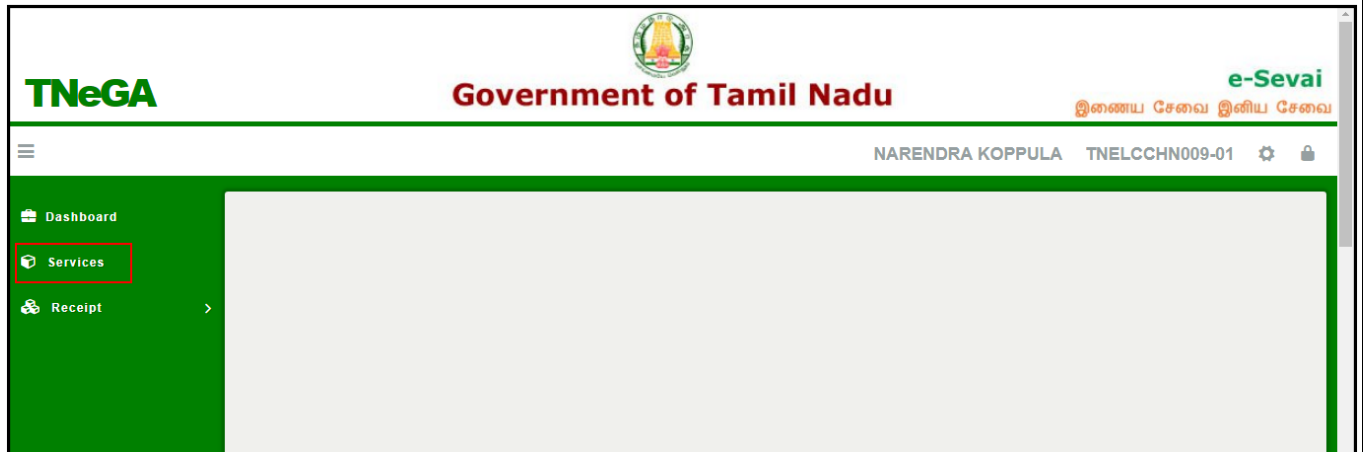 TNeGA
Government of Tamil Nadu
e-Sevai
இணைய சேவை இனிய சேவை
NARENDRA KOPPULA TNELCCHN009-01
Dashboard
Services
Receipt